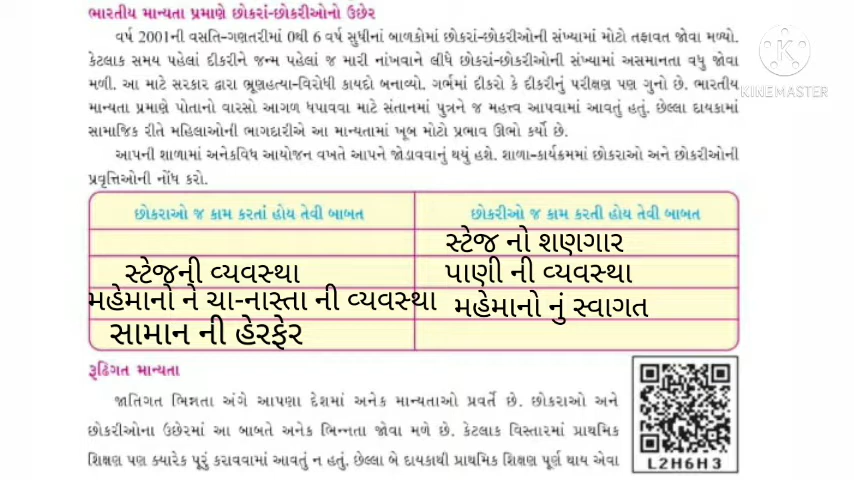 ભારતીય માન્યતા પ્રમાણે છોકરાં-છોકરીઓનો ઉછેર
વર્ષ 2001ની વસતિ-ગણતરીમાં 0થી 6 વર્ષ સુધીનાં બાળકોમાં છોકરાં-છોકરીઓની સંખ્યામાં મોટો તફાવત જોવા મળ્યો.
કેટલાક સમય પહેલાં દીકરીને જન્મ પહેલાં જ મારી નાંખવાને લીધે છોકરાં-છોકરીઓની સંખ્યામાં અસમાનતા વધુ જોવા
મળી. આ માટે સરકાર દ્વારા ભ્રૂણહત્યા-વિરોધી કાયદો બનાવ્યો. ગર્ભમાં દીકરો કે દીકરીનું પરીક્ષણ પણ ગુનો છે. ભારતીય
માન્યતા પ્રમાણે પોતાનો વારસો આગળ ધપાવવા માટે સંતાનમાં પુત્રને જ મહત્ત્વ આપવામાં આવતું હતું. છેલ્લા દાયકામાં
સામાજિક રીતે મહિલાઓની ભાગદારીએ આ માન્યતામાં ખૂબ મોટો પ્રભાવ ઊભો કર્યો છે.
આપની શાળામાં અનેકવિધ આયોજન વખતે આપને જોડાવવાનું થયું હશે. શાળા-કાર્યક્રમમાં છોકરાઓ અને છોકરીઓની
પ્રવૃત્તિઓની નોંધ કરો.
છોકરાઓ જ કામ કરતાં હોય તેવી બાબત
છોકરીઓ જ કામ કરતી હોય તેવી બાબત
સ્ટેજ નો શણગાર
સ્ટેજની વ્યવસ્થા
પાણી ની વ્યવસ્થા
મહેમાનો ને ચા-નાસ્તા ની વ્યવસ્થા
મહેમાનો નું સ્વાગત
સામાન ની હેરફેર
રૂઢિગત માન્યતા
જાતિગત ભિન્નતા અંગે આપણા દેશમાં અનેક માન્યતાઓ પ્રવર્તે છે. છોકરાઓ અને
છોકરીઓના ઉછેરમાં આ બાબતે અનેક ભિન્નતા જોવા મળે છે. કેટલાક વિસ્તારમાં પ્રાથમિક
શિક્ષણ પણ ક્યારેક પૂરું કરાવવામાં આવતું ન હતું. છેલ્લા બે દાયકાથી પ્રાથમિક શિક્ષણ પૂર્ણ થાય એવા
L2H6H3
KINEMASTER